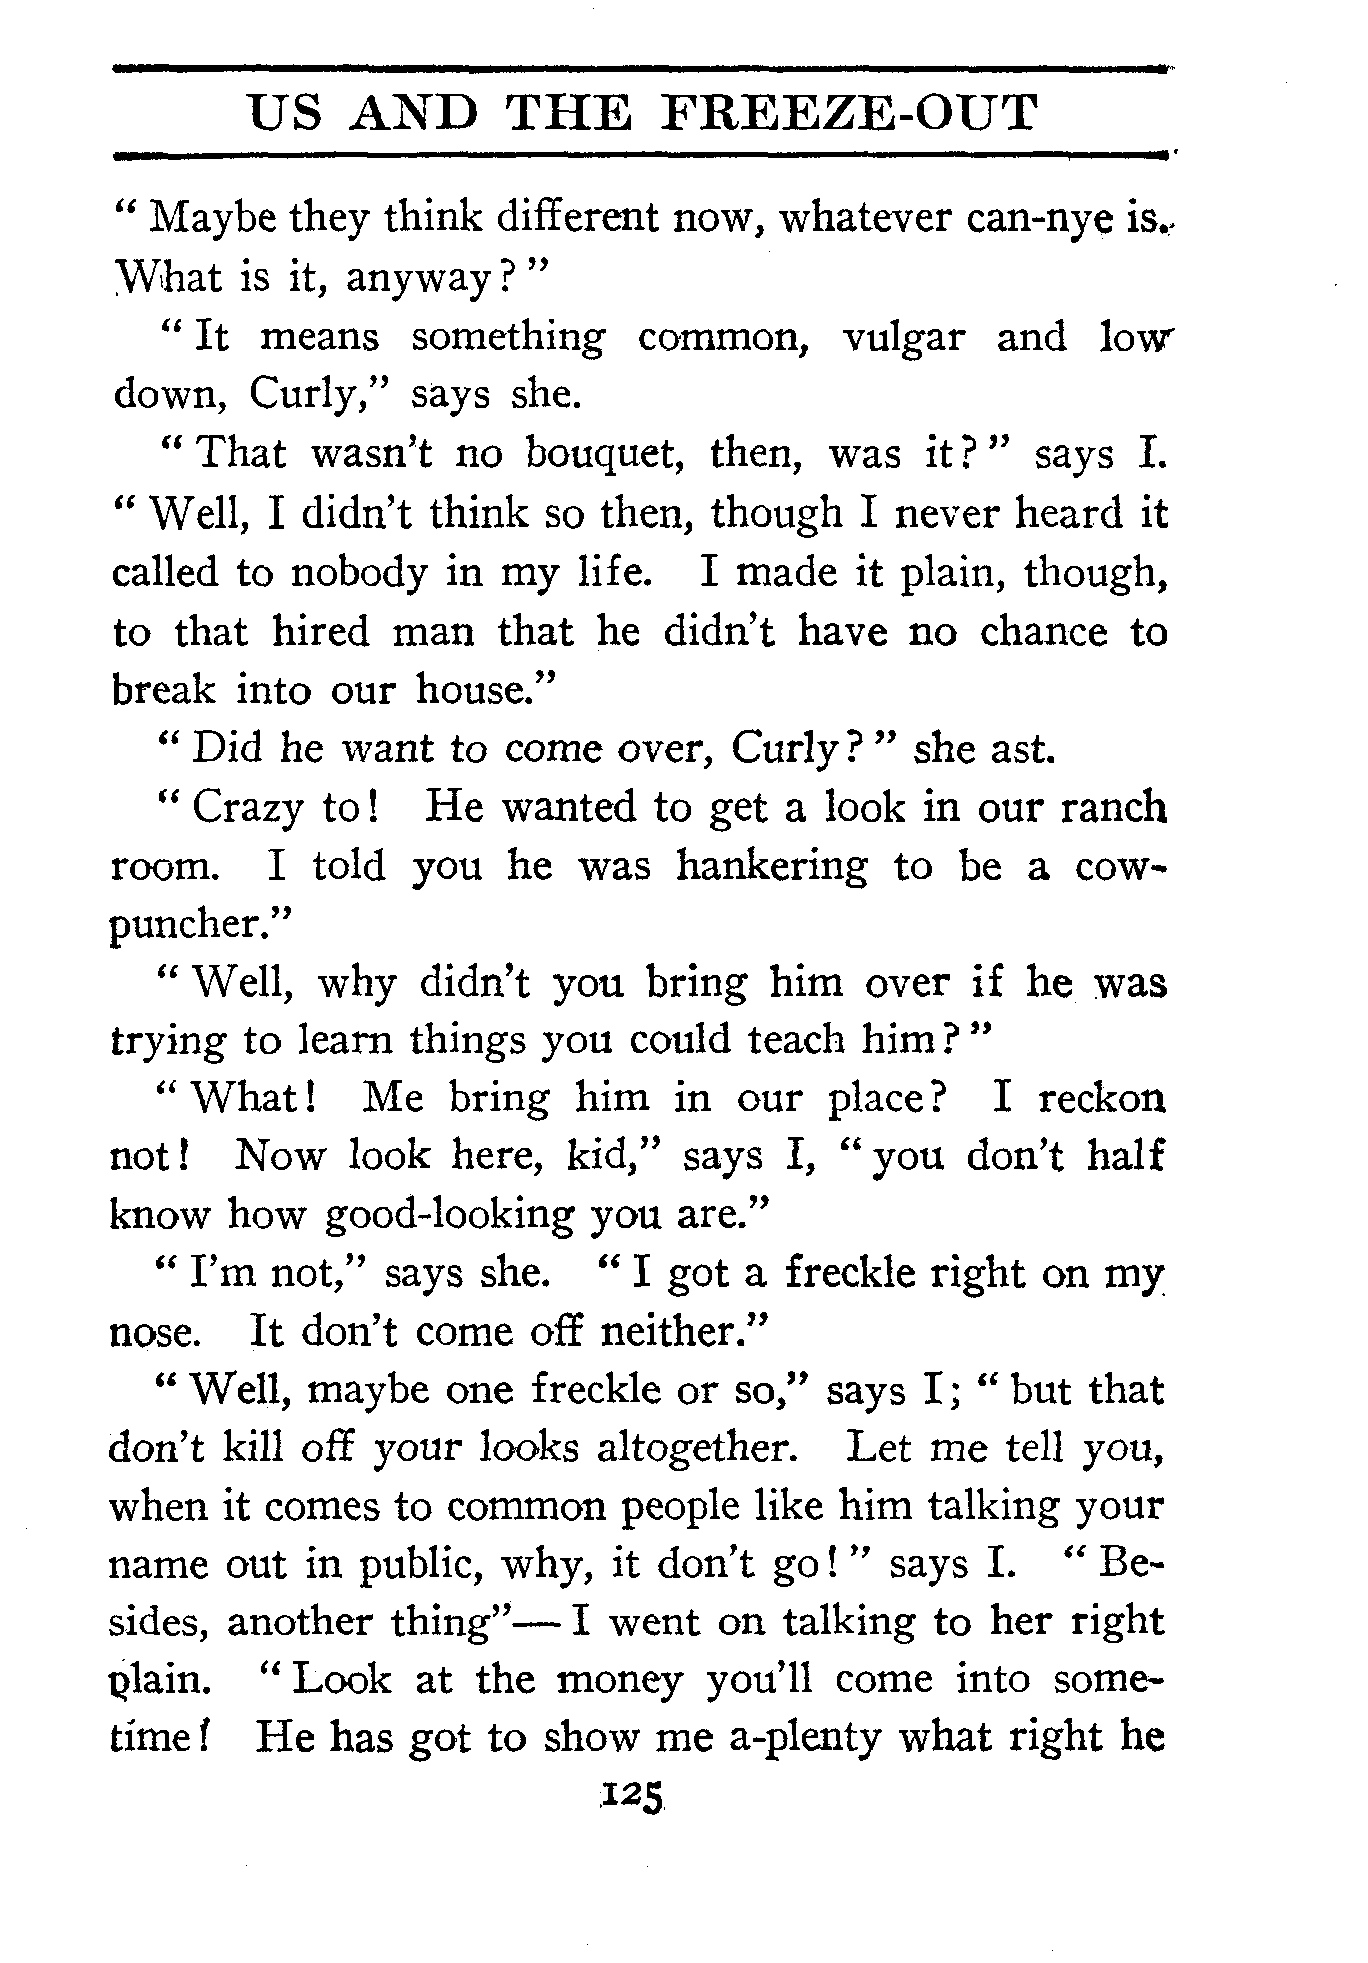 US AND THE FREEZE-OUT
" Maybe they think different now, whatever can-nye is.
What is it, anyway? "
" It means something common, vulgar and low
down, Curly," says she.
" That wasn't no bouquet, then, was it? " says I.
" Well, I didn't think so then, though I never heard it
called to nobody in my life. I made it plain, though,
to that hired man that he didn't have no chance to
break into our house."
" Did he want to come over, Curly? " she ast.
" Crazy to! He wanted to get a look in our ranch
room. I told you he was hankering to be a cow-
puncher."
" Well, why didn't you bring him over if he was
trying to learn things you could teach him? "
" What! Me bring him in our place? I reckon
not! Now look here, kid," says I, " you don't half
know how good-looking you are."
" I'm not," says she. " I got a freckle right on my
nose. It don't come off neither."
" Well, maybe one freckle or so," says I; " but that
don't kill off your looks altogether. Let me tell you,
when it comes to common people like him talking your
name out in public, why, it don't go! " says I. " Be-
sides, another thing"— I went on talking to her right
plain. " Look at the money you'll come into some-
time! He has got to show me a-plenty what right he
125